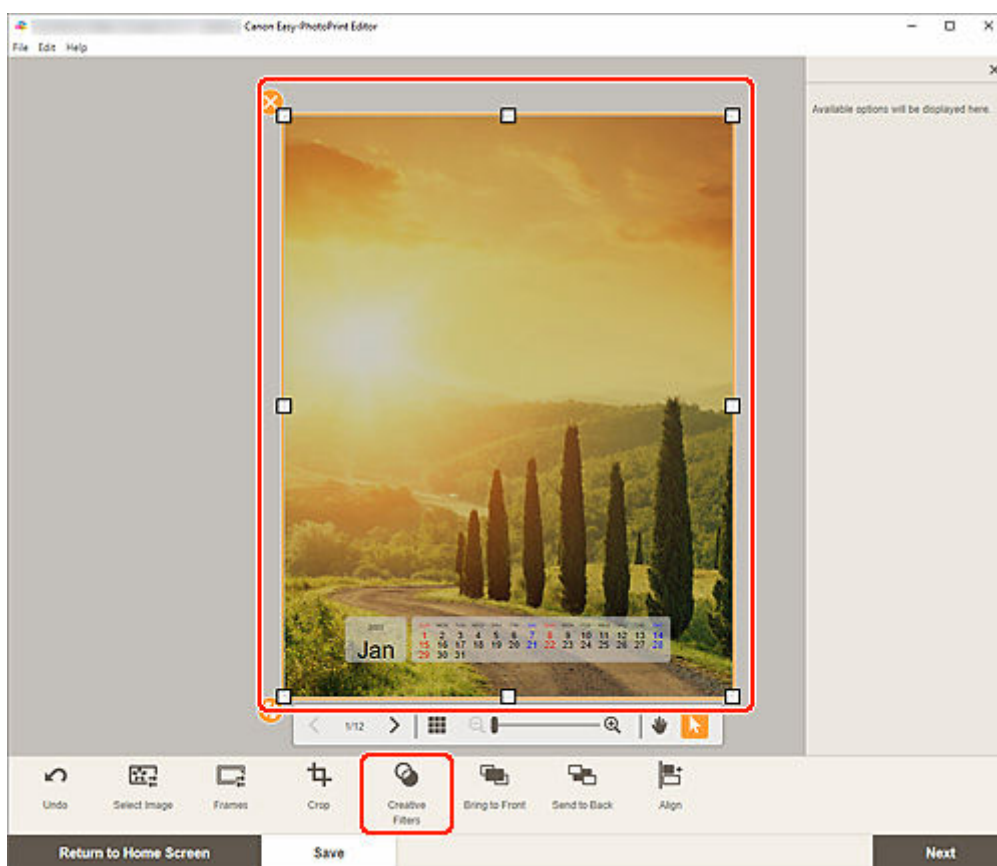 Canon Easy-PhotoPrint Editor
File Edit Help
Available options will be displayed here.
Jan
1 2 3 4 5 6 7 8 9 10 11 12 13 14
15 16 17 18 19 20 21 22 23 24 25 26 27 28
29 30 31
1/12
Undo
Select Image
Frames
Crop
Creative
Filters
Bring to Front
Send to Back
Align
Return to Home Screen
Save
Next